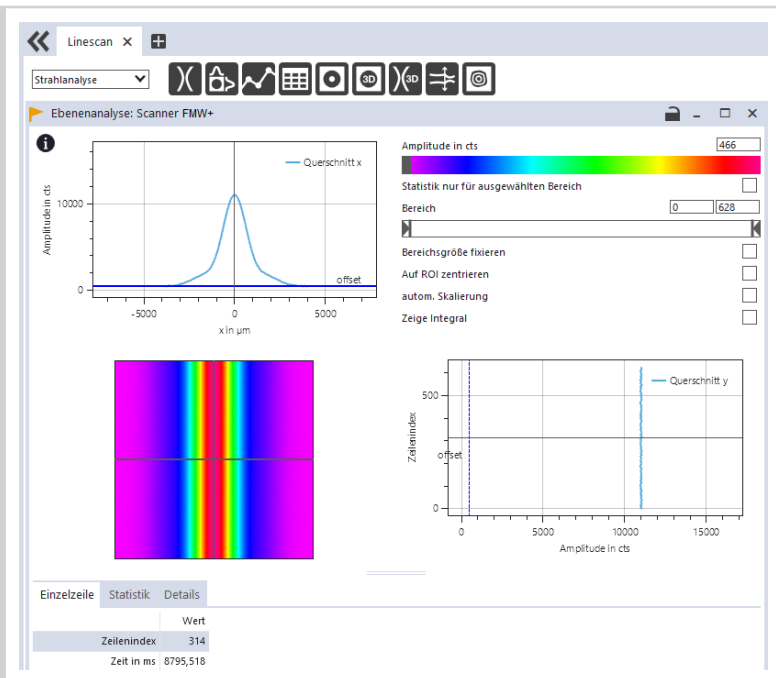 Linescan
Strahlanalyse
3D
3D
Ebenenanalyse: Scanner FMW+
i
Amplitude in cts
10000
0
Querschnitt x
offset
-5000
0
5000
x in µm
Amplitude in cts
466
Statistik nur für ausgewählten Bereich
Bereich
0
628
Bereichsgröße fixieren
Auf ROI zentrieren
autom. Skalierung
Zeige Integral
Zeilenindex
500
0
Querschnitt y
offset
0
5000
10000
15000
Amplitude in cts
Einzelzeile Statistik Details
Wert
Zeilenindex 314
Zeit in ms 8795,518